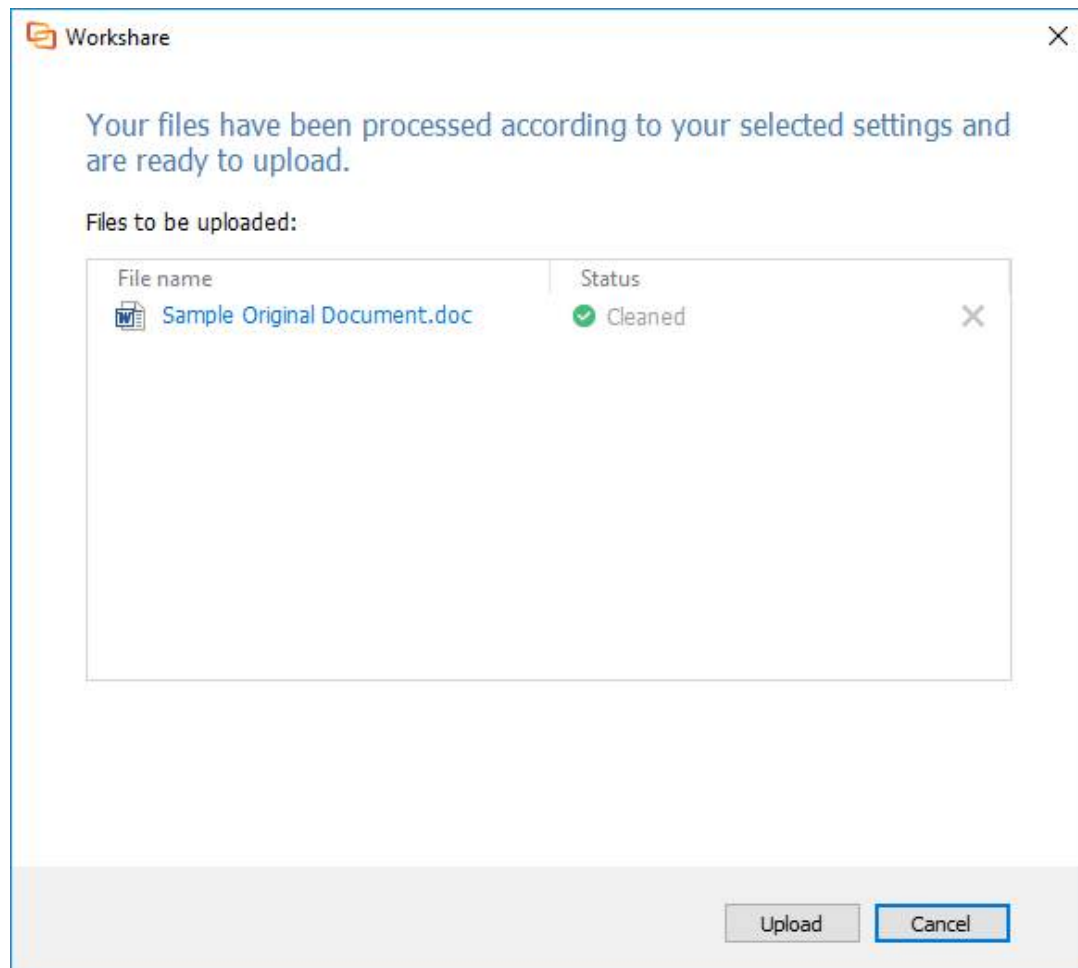 Workshare
Your files have been processed according to your selected settings and
are ready to upload.
Files to be uploaded:
File name Status
Sample Original Document.doc Cleaned
Upload Cancel